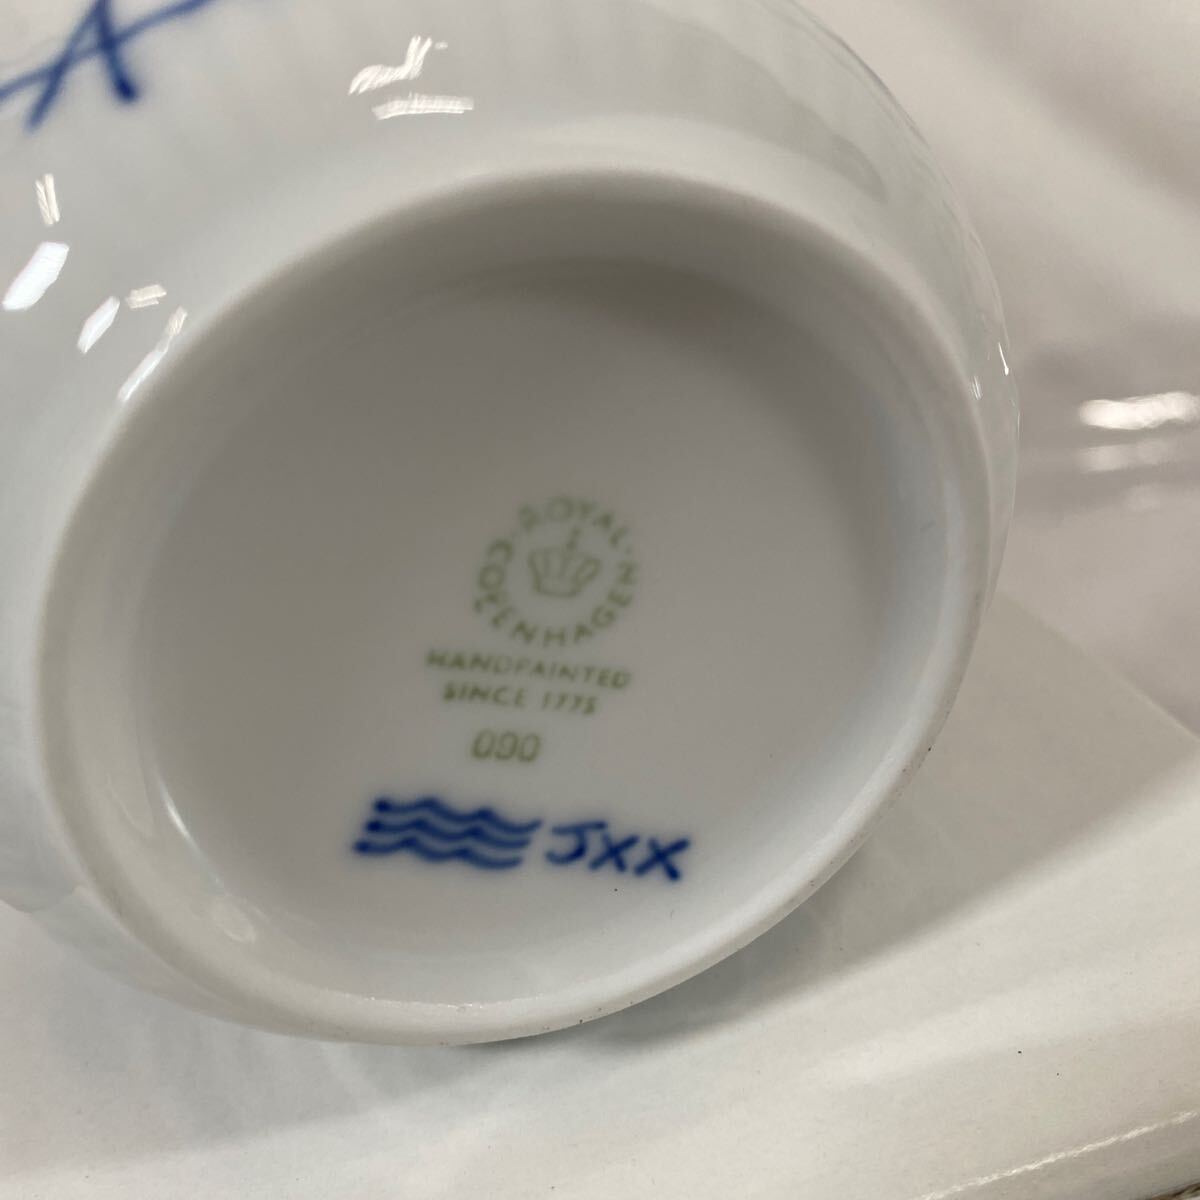 ROYAL COPENHAGEN
HANDPAINTED
SINCE 1775
090
JXX